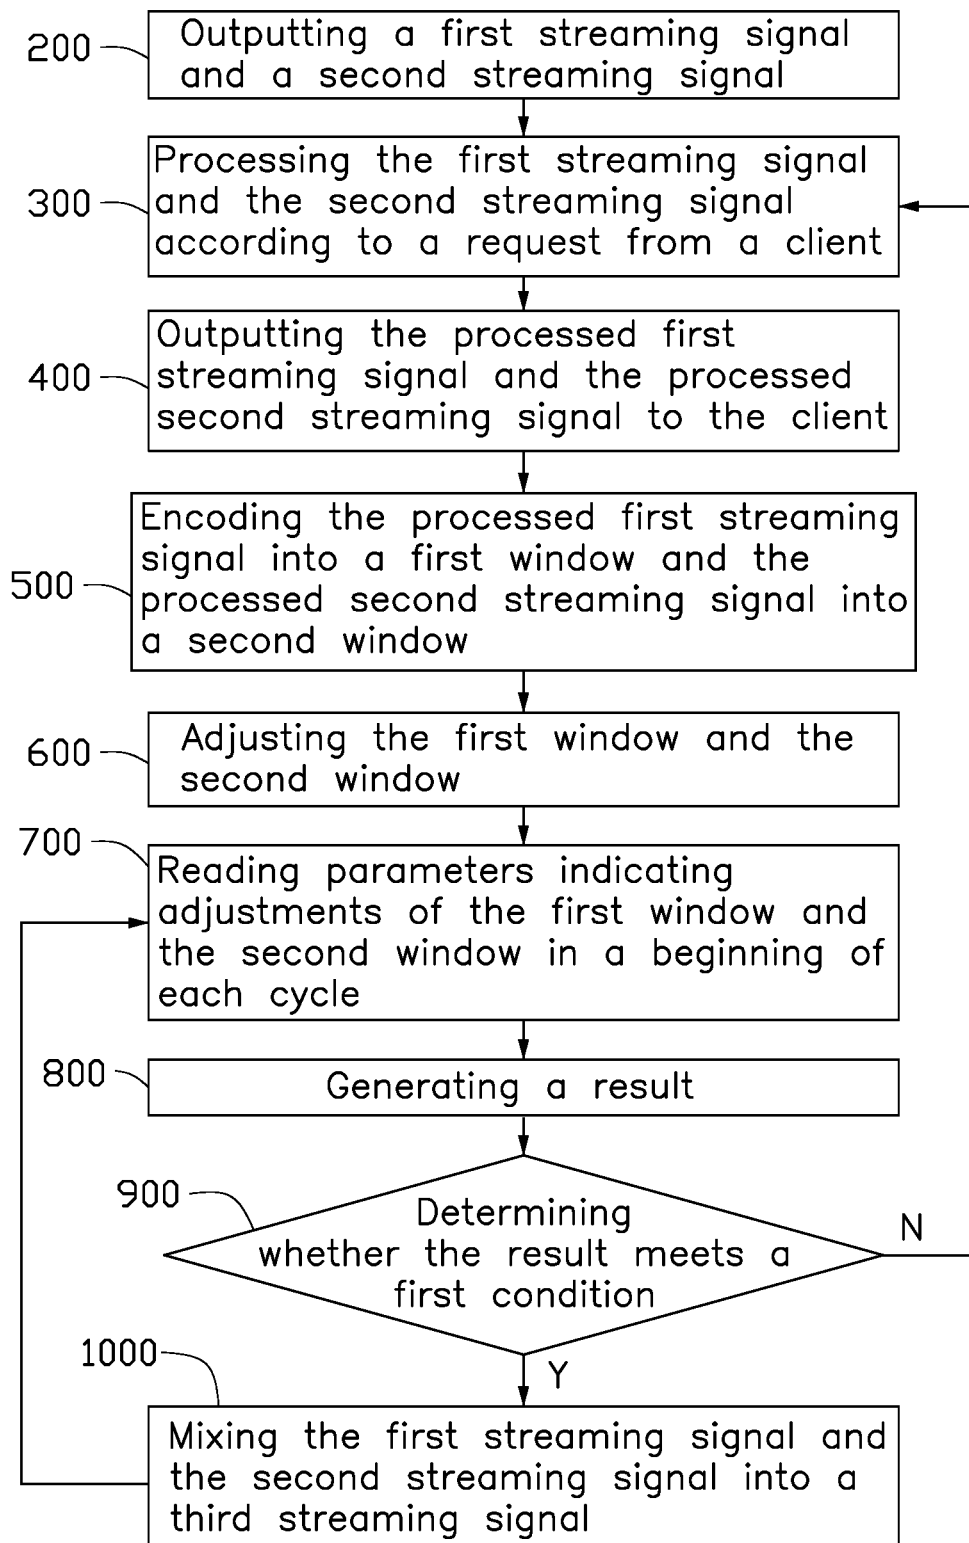 200
Outputting a first streaming signal
and a second streaming signal
300
Processing the first streaming signal
and the second streaming signal
according to a request from a client
400
Outputting the processed first
streaming signal and the processed
second streaming signal to the client
500
Encoding the processed first streaming
signal into a first window and the
processed second streaming signal into
a second window
600
Adjusting the first window and the
second window
700
Reading parameters indicating
adjustments of the first window and
the second window in a beginning of
each cycle
800
Generating a result
900
Determining
whether the result meets a
first condition
N
Y
1000
Mixing the first streaming signal and
the second streaming signal into a
third streaming signal